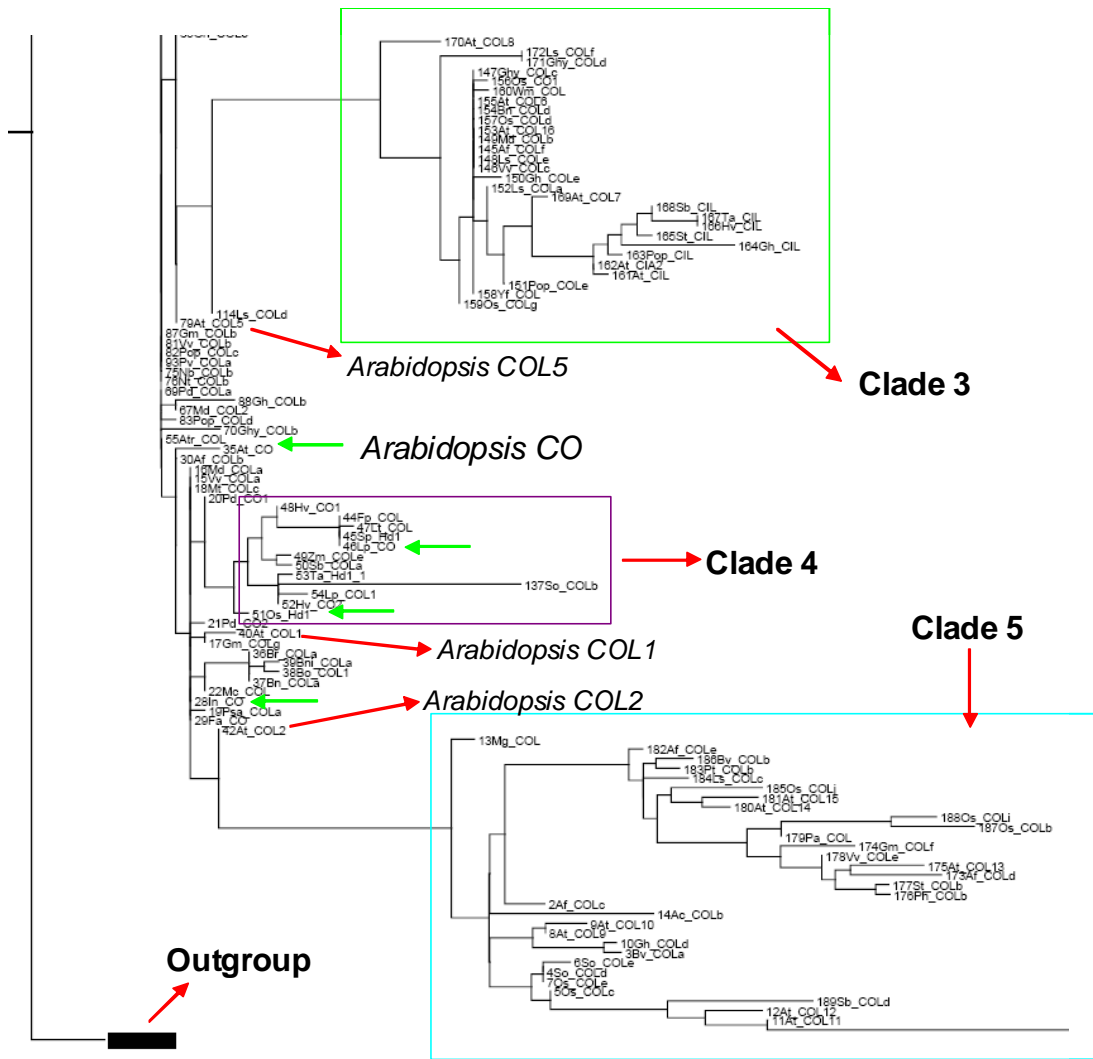 170At_COL8
172Ls_COLf
171Ghy_COLd
147Ghy_COLc
156Os_CO1
160Wm_COL
155At_COL6
154Bn_COLd
157Os_COLd
153At_COL16
149Md_COLb
145Af_COLf
148Ls_COLe
146Vv_COLc
150Gh_COLe
152Ls_COLa
169At_COL7
168Sb_CIL
167Ta_CIL
166Hv_CIL
165St_CIL
164Gh_CIL
163Pop_CIL
162At_CIA2
161At_CIL
151Pop_COLe
158Yf_COL
159Os_COLg
114Ls_COLd
79At_COL5
87Gm_COLb
81Vv_COLb
82Pop_COLc
93Pv_COLa
75Nb_COLb
76Nt_COLb
69Pd_COLa
Arabidopsis COL5
Clade 3
88Gh_COLb
67Md_COL2
83Pop_COLd
70Ghy_COLb
55Atr_COL
35At_CO
Arabidopsis CO
30Af_COLb
16Md_COLa
15Vv_COLa
18Mt_COLc
20Pd_CO1
48Hv_CO1
44Fp_COL
47Lt_COL
45Sp_Hd1
46Lp_CO
49Zm_COLe
50Sb_COLa
53Ta_Hd1_1
137So_COLb
54Lp_COL1
52Hv_CO2
51Os_Hd1
Clade 4
21Pd_CO2
40At_COL1
17Gm_COLg
Arabidopsis COL1
Clade 5
36Br_COLa
39Bni_COLa
38Bo_COL1
37Bn_COLa
22Mc_COL
28In_CO
19Psa_COLa
29Fa_CO
42At_COL2
Arabidopsis COL2
13Mg_COL
182Af_COLe
186Bv_COLb
183Pt_COLb
184Ls_COLc
185Os_COLj
181At_COL15
180At_COL14
188Os_COLi
187Os_COLb
179Pa_COL
174Gm_COLf
178Vv_COLe
175At_COL13
173Af_COLd
177St_COLb
176Ph_COLb
2Af_COLc
14Ac_COLb
9At_COL10
8At_COL9
10Gh_COLd
3Bv_COLa
6So_COLe
4So_COLd
7Os_COLe
5Os_COLc
189Sb_COLd
12At_COL12
11At_COL11
Outgroup